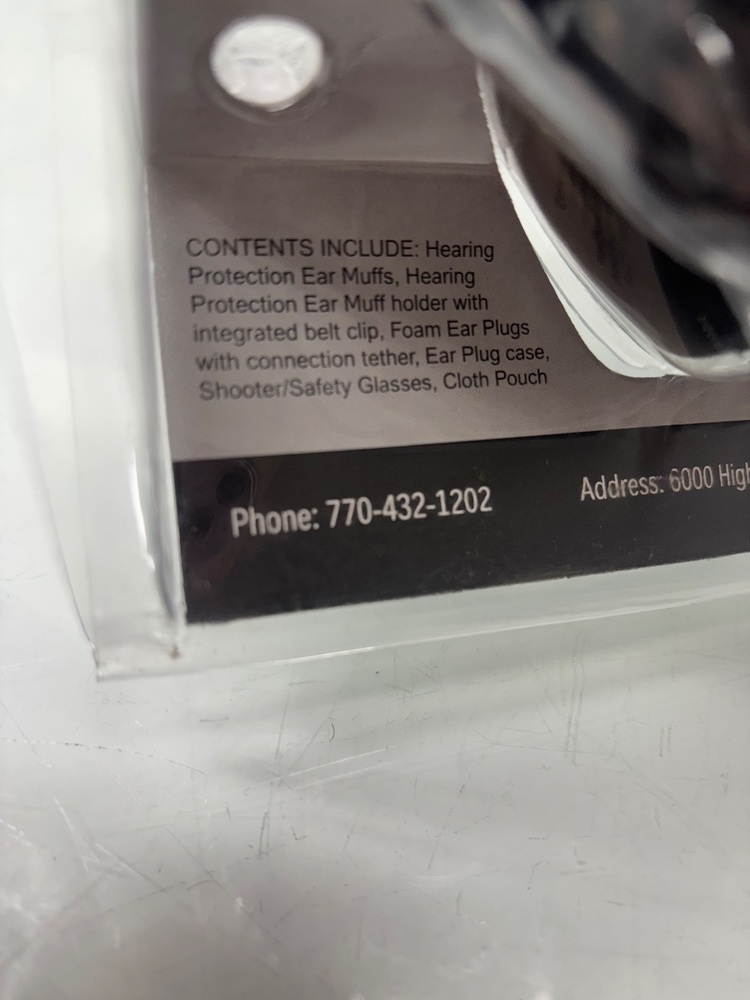 CONTENTS INCLUDE: Hearing
Protection Ear Muffs, Hearing
Protection Ear Muff holder with
integrated belt clip, Foam Ear Plugs
with connection tether, Ear Plug case,
Shooter/Safety Glasses, Cloth Pouch
Phone: 770-432-1202
Address: 6000 High